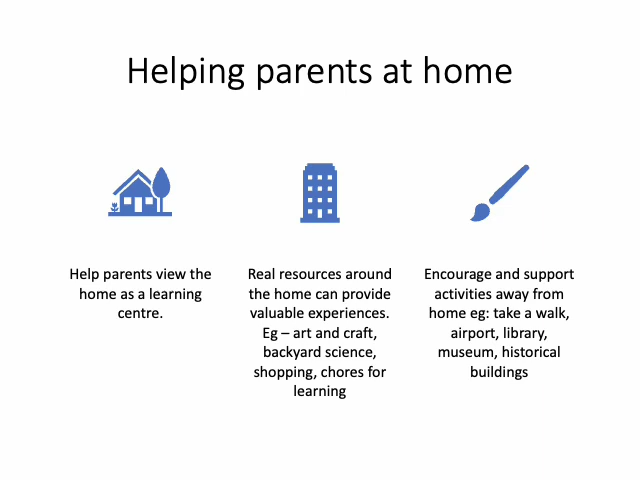 Helping parents at home
Help parents view the
home as a learning
centre.
Real resources around
the home can provide
valuable experiences.
Eg – art and craft,
backyard science,
shopping, chores for
learning
Encourage and support
activities away from
home eg: take a walk,
airport, library,
museum, historical
buildings